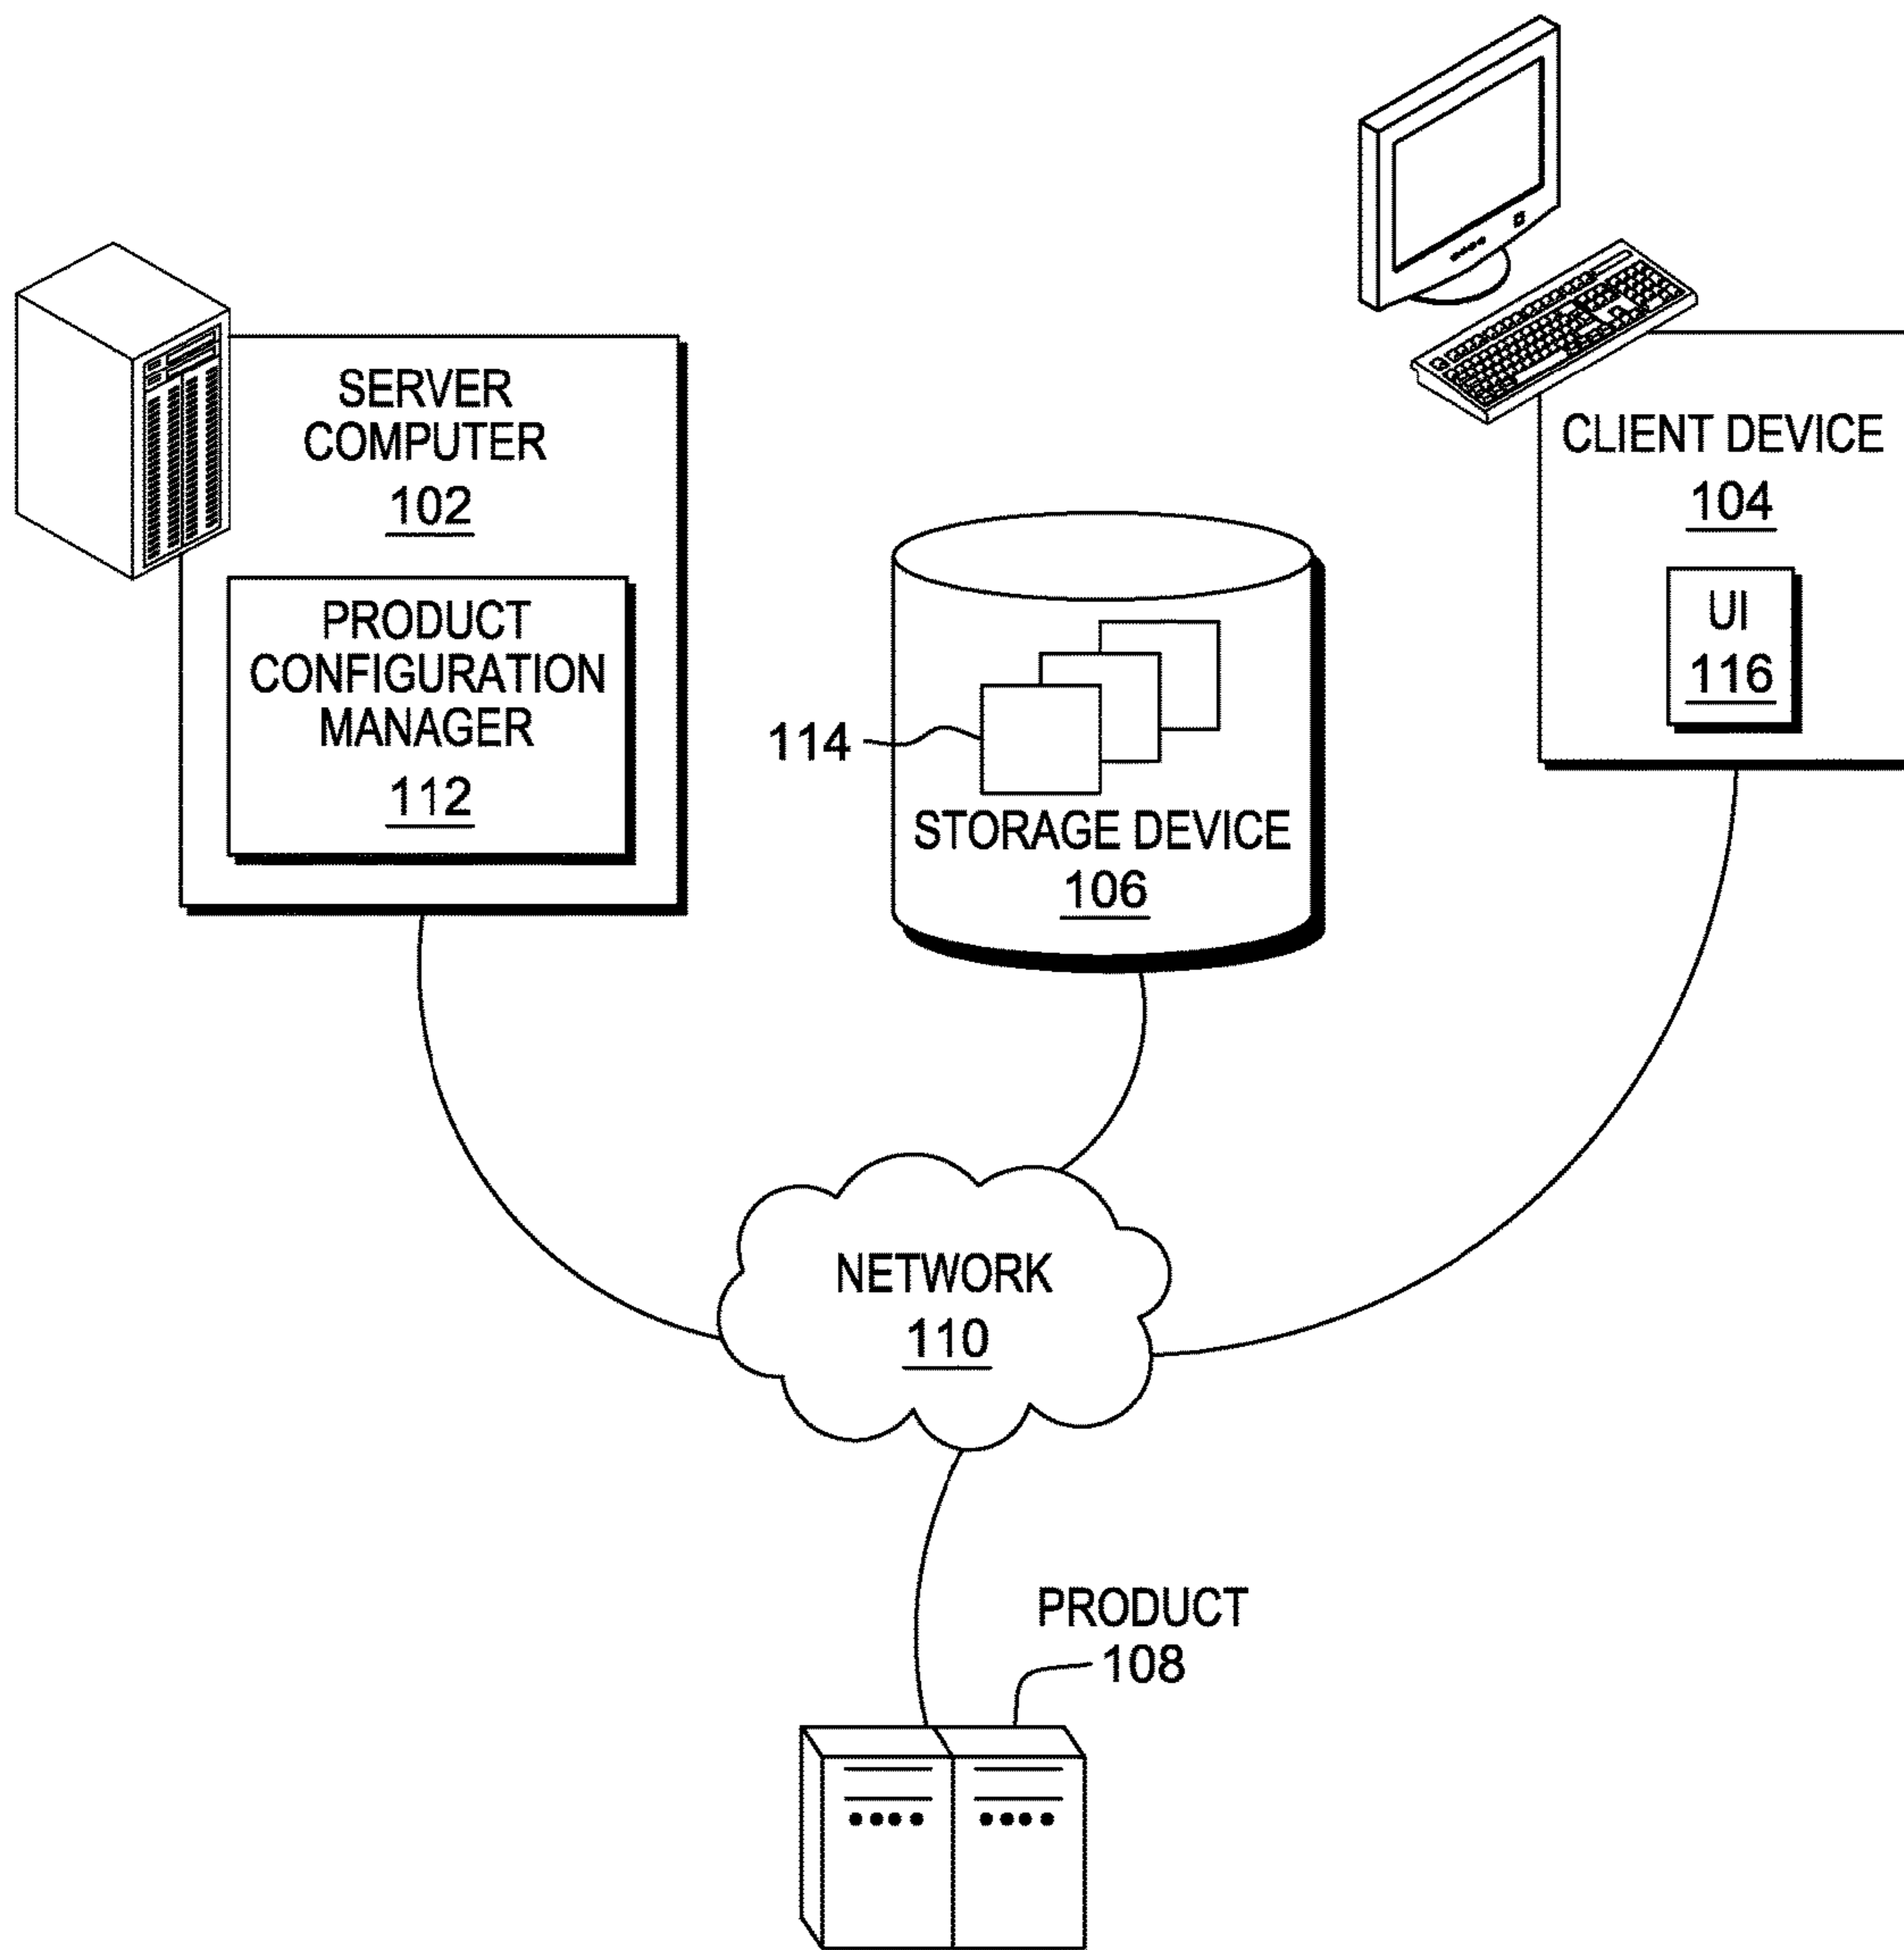 SERVER
COMPUTER
102
PRODUCT
CONFIGURATION
MANAGER
112
114
STORAGE DEVICE
106
CLIENT DEVICE
104
UI
116
NETWORK
110
PRODUCT
108